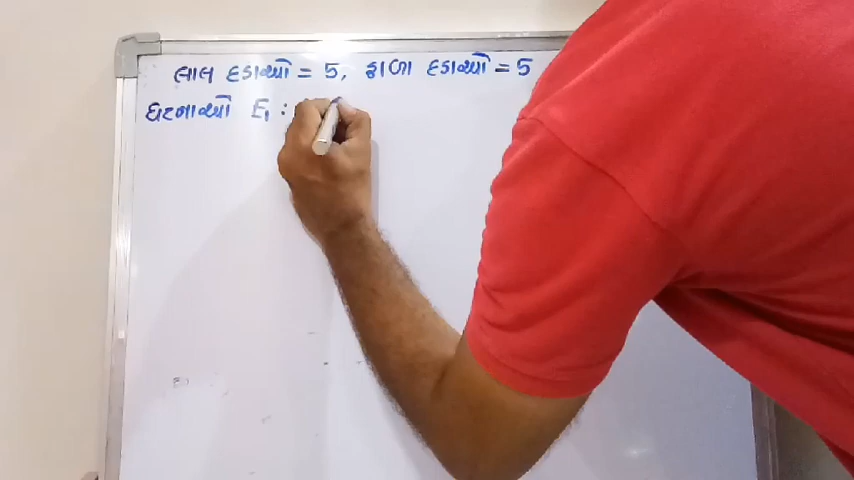 લાલ દડાઓ = 5, કાળા દડાઓ = 5
ઘટનાઓ E₁ :